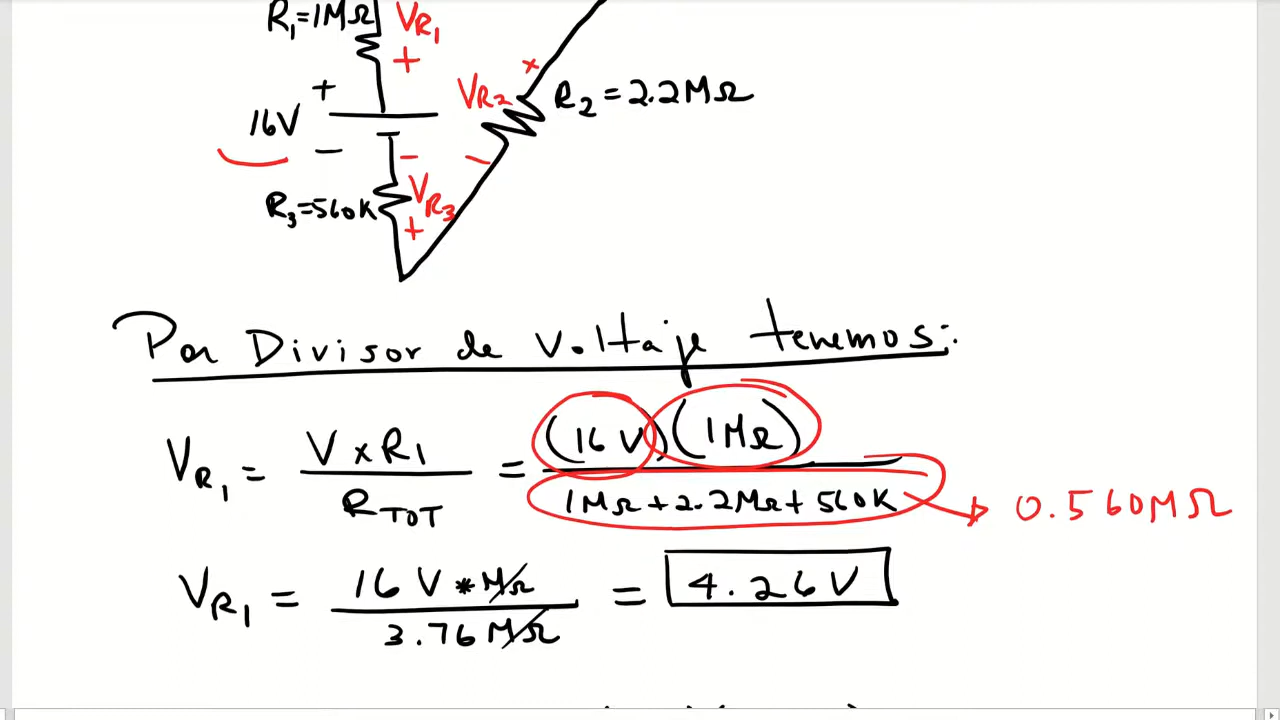 R1=1MΩ VR1
+
+
+
16V
VR2 R2=2.2MΩ
−
−
−
R3=560K VR3
+
Por Divisor de Voltaje tenemos:
VR1 = V x R1 / RTOT = (16 V)(1MΩ) / 1MΩ+2.2MΩ+560K → 0.560MΩ
VR1 = 16 V * MΩ / 3.76 MΩ = 4.26 V